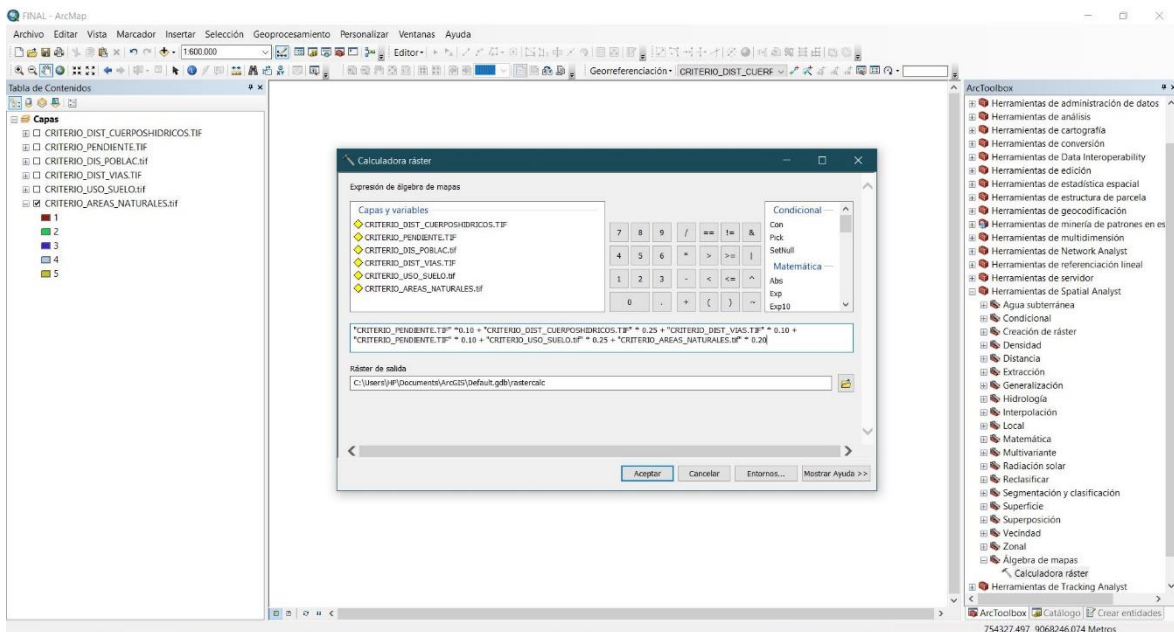 FINAL - ArcMap
Archivo Editar Vista Marcador Insertar Selección Geoprocesamiento Personalizar Ventanas Ayuda
1:600.000
Editor
Georreferenciación CRITERIO_DIST_CUERF
Tabla de Contenidos
Capas
CRITERIO_DIST_CUERPOSHIDRICOS.TIF
CRITERIO_PENDIENTE.TIF
CRITERIO_DIS_POBLAC.tif
CRITERIO_DIST_VIAS.TIF
CRITERIO_USO_SUELO.tif
CRITERIO_AREAS_NATURALES.tif
1
2
3
4
5
Calculadora ráster
Expresión de álgebra de mapas
Capas y variables
CRITERIO_DIST_CUERPOSHIDRICOS.TIF
CRITERIO_PENDIENTE.TIF
CRITERIO_DIS_POBLAC.tif
CRITERIO_DIST_VIAS.TIF
CRITERIO_USO_SUELO.tif
CRITERIO_AREAS_NATURALES.tif
7 8 9 / == != &
4 5 6 * > >= |
1 2 3 - < <= ^
0 . + ( ) ~
Condicional
Con
Pick
SetNull
Matemática
Abs
Exp
Exp10
"CRITERIO_PENDIENTE.TIF" *0.10 + "CRITERIO_DIST_CUERPOSHIDRICOS.TIF" * 0.25 + "CRITERIO_DIST_VIAS.TIF" * 0.10 +
"CRITERIO_PENDIENTE.TIF" * 0.10 + "CRITERIO_USO_SUELO.tif" * 0.25 + "CRITERIO_AREAS_NATURALES.tif" * 0.20
Ráster de salida
C:\Users\HP\Documents\ArcGIS\Default.gdb\rastercalc
Aceptar Cancelar Entornos... Mostrar Ayuda >>
ArcToolbox
Herramientas de administración de datos
Herramientas de análisis
Herramientas de cartografía
Herramientas de conversión
Herramientas de Data Interoperability
Herramientas de edición
Herramientas de estadística espacial
Herramientas de estructura de parcela
Herramientas de geocodificación
Herramientas de minería de patrones en es
Herramientas de multidimensión
Herramientas de Network Analyst
Herramientas de referenciación lineal
Herramientas de servidor
Herramientas de Spatial Analyst
Agua subterránea
Condicional
Creación de ráster
Densidad
Distancia
Extracción
Generalización
Hidrología
Interpolación
Local
Matemática
Multivariante
Radiación solar
Reclasificar
Segmentación y clasificación
Superficie
Superposición
Vecindad
Zonal
Álgebra de mapas
Calculadora ráster
Herramientas de Tracking Analyst
ArcToolbox Catálogo Crear entidades
754327,497 9068246,074 Metros